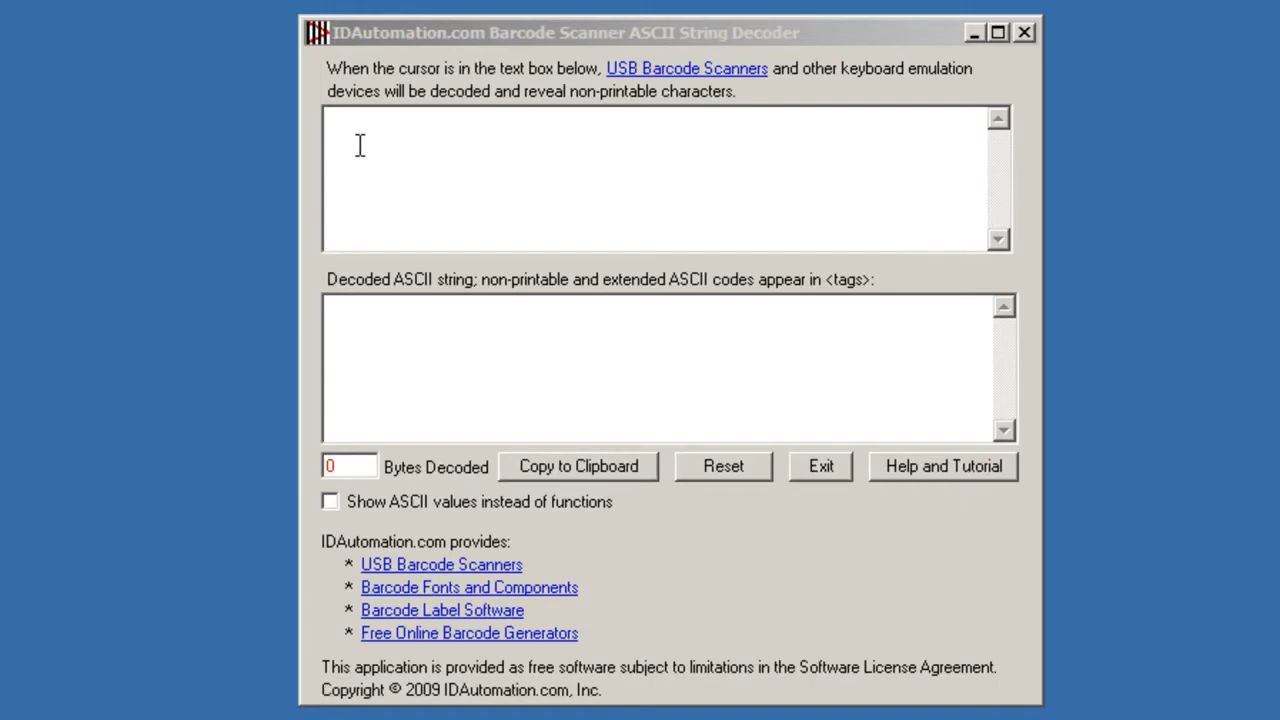 IDAutomation.com Barcode Scanner ASCII String Decoder
When the cursor is in the text box below, USB Barcode Scanners and other keyboard emulation
devices will be decoded and reveal non-printable characters.
Decoded ASCII string; non-printable and extended ASCII codes appear in <tags>:
0 Bytes Decoded Copy to Clipboard Reset Exit Help and Tutorial
Show ASCII values instead of functions
IDAutomation.com provides:
* USB Barcode Scanners
* Barcode Fonts and Components
* Barcode Label Software
* Free Online Barcode Generators
This application is provided as free software subject to limitations in the Software License Agreement.
Copyright © 2009 IDAutomation.com, Inc.